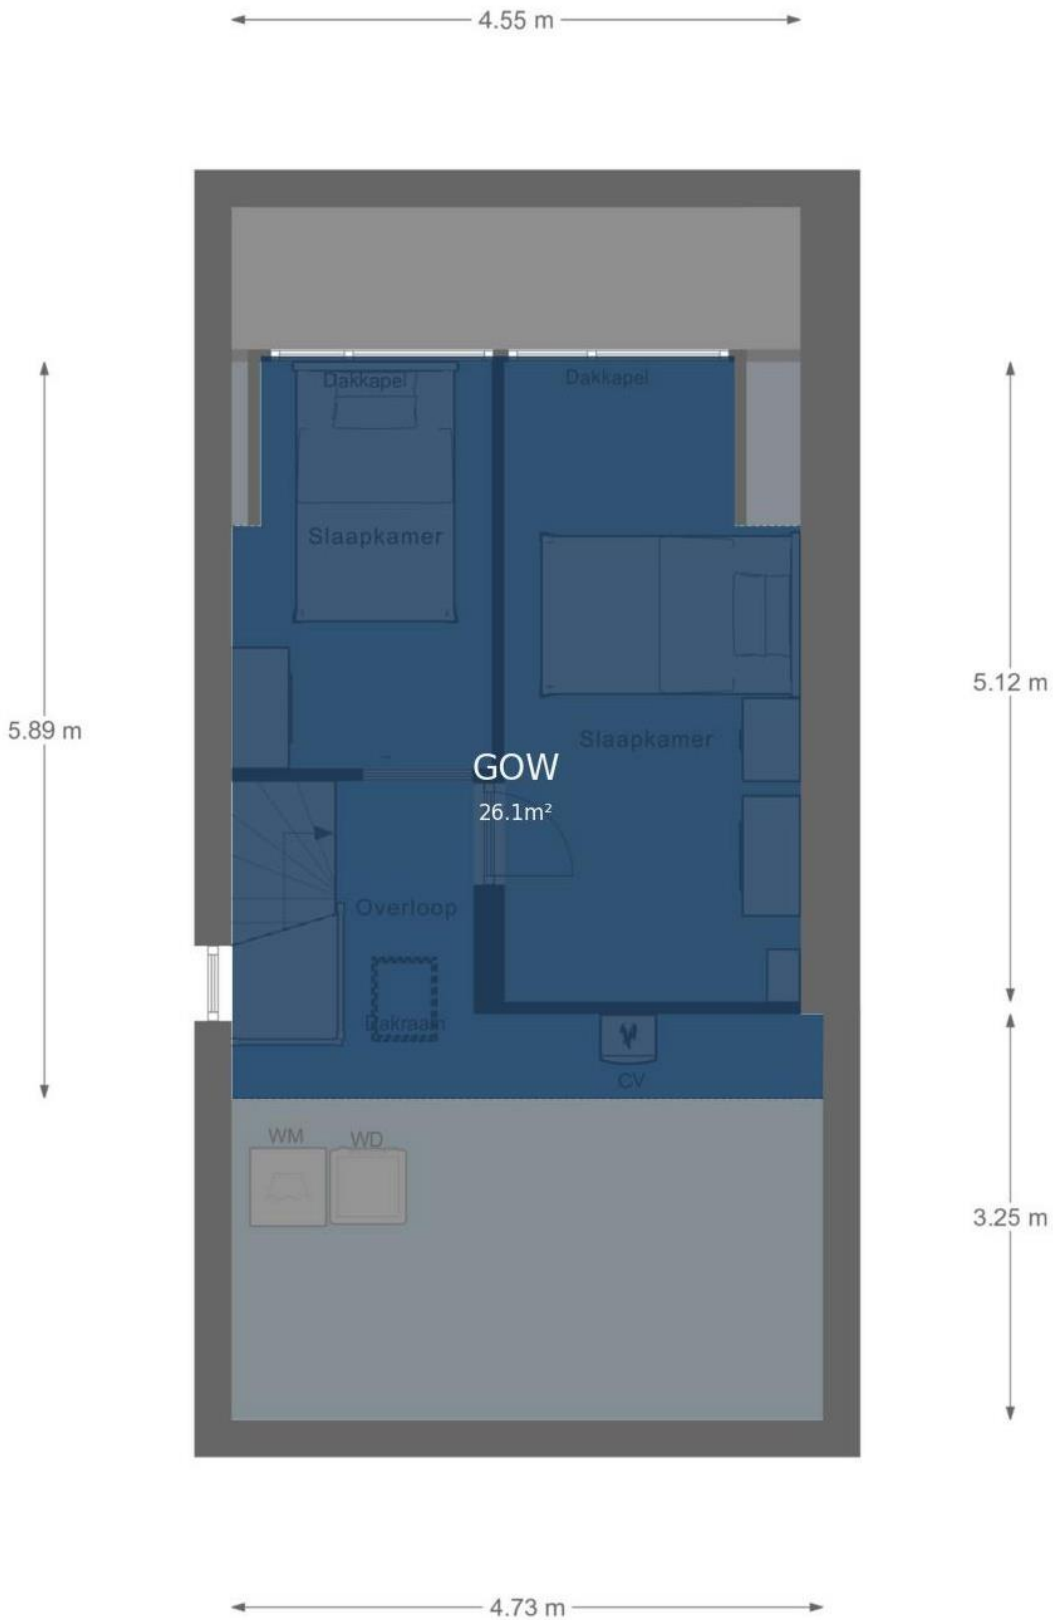 4.55 m
Dakkapel
Dakkapel
Slaapkamer
5.12 m
5.89 m
Slaapkamer
GOW
26.1m²
Overloop
Dakraam
CV
WM
WD
3.25 m
4.73 m